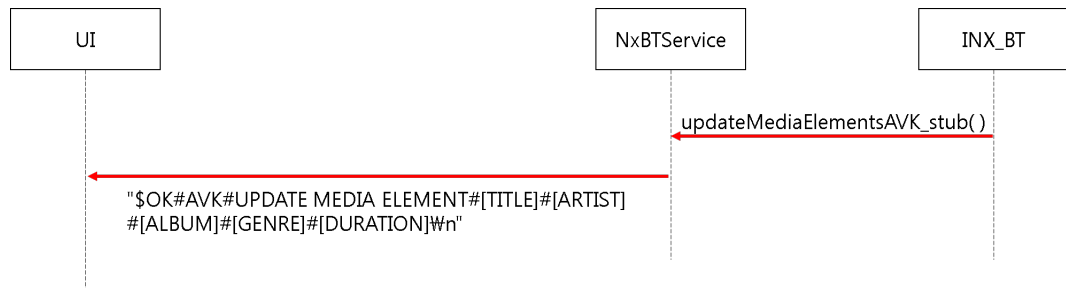 UI
NxBTService
INX_BT
updateMediaElementsAVK_stub( )
"$OK#AVK#UPDATE MEDIA ELEMENT#[TITLE]#[ARTIST]
#[ALBUM]#[GENRE]#[DURATION]₩n"